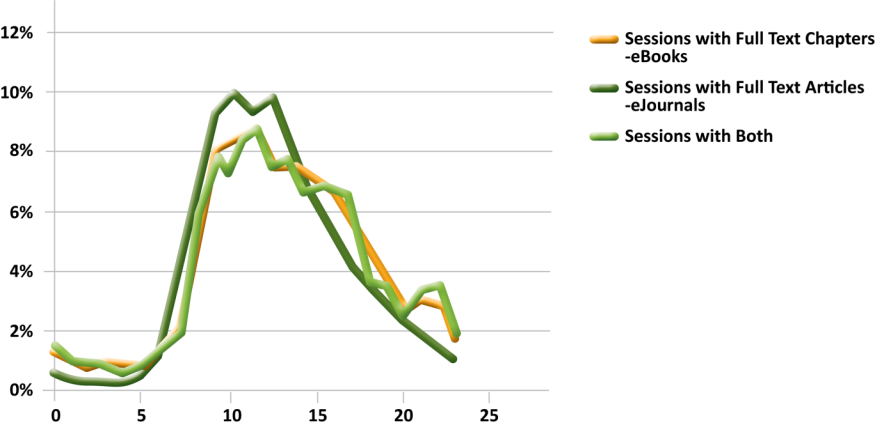 12%
10%
8%
6%
4%
2%
0%
0 5 10 15 20 25
Sessions with Full Text Chapters
-eBooks
Sessions with Full Text Articles
-eJournals
Sessions with Both